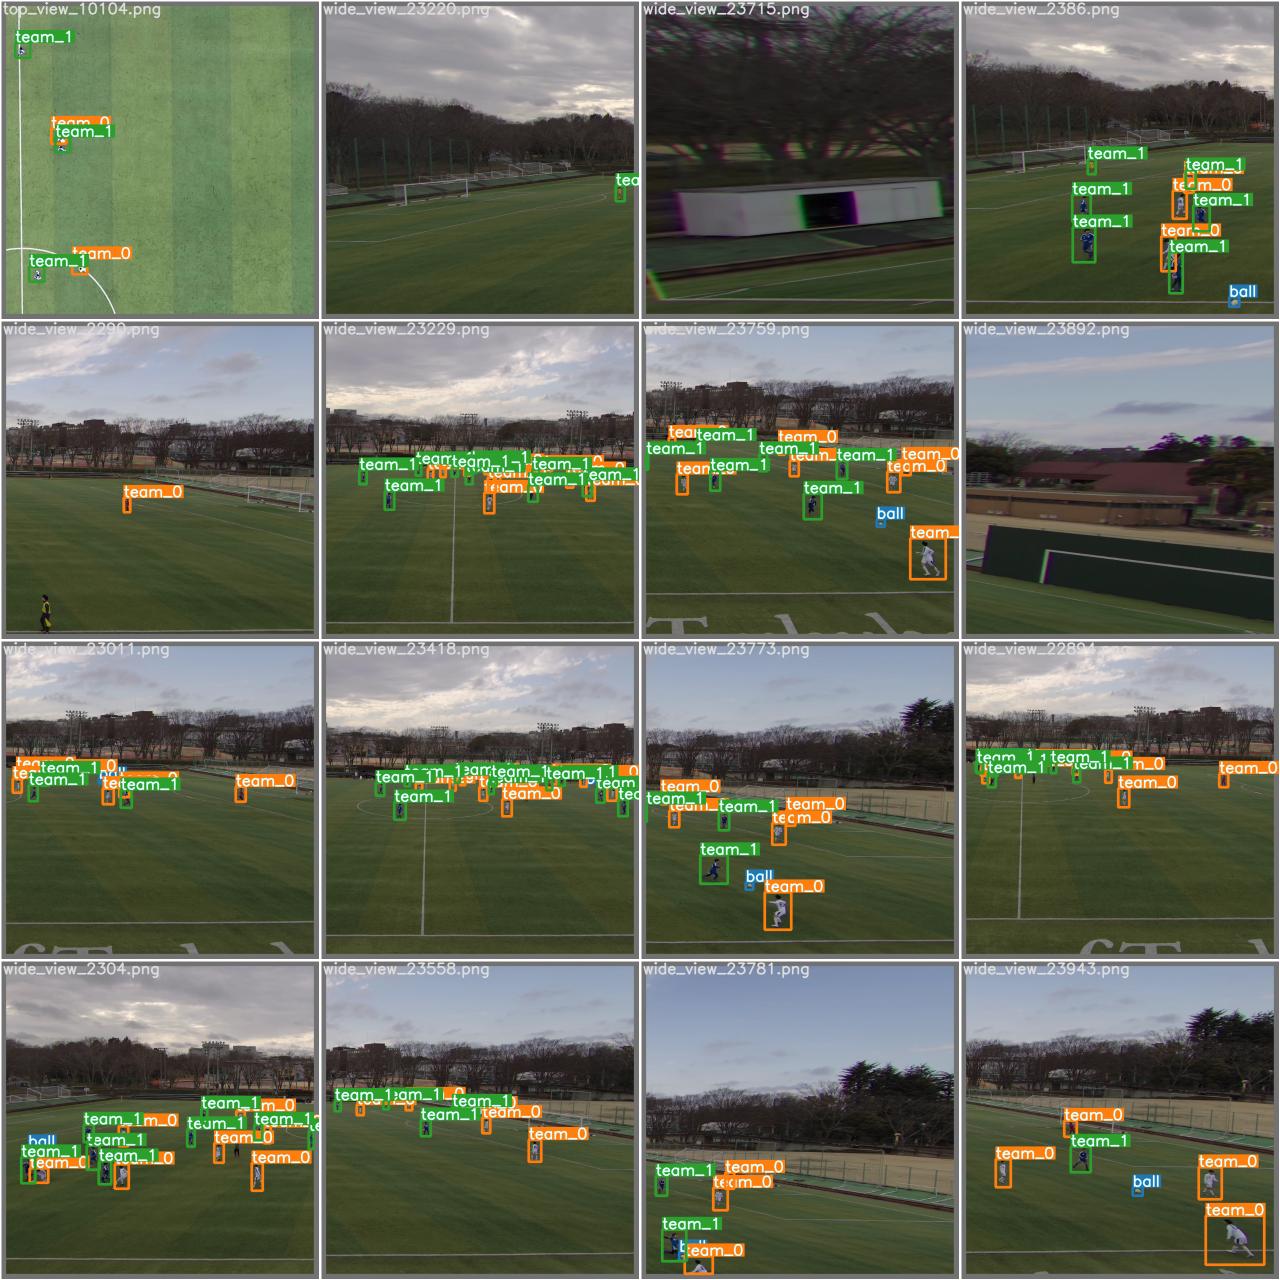 top_view_10104.png
team_1
team_0
team_1
team_0
team_1
wide_view_23220.png
tea
wide_view_23715.png
wide_view_2386.png
team_1
team_1
team_1
team_0
team_1
team_1
team_0
team_1
ball
wide_view_2290.png
team_0
wide_view_23229.png
team_1
team_1
team_1
team_1
team_1
team_1
wide_view_23759.png
team_1
team_1
team_0
team_1
team_1
team_1
team_0
team_0
team_1
ball
team_
wide_view_23892.png
wide_view_23011.png
team_1
team_0
team_1
team_1
wide_view_23418.png
team_1
team_1
team_1
team_0
team_1
tea
wide_view_23773.png
team_0
team_1
team_1
team_0
team_0
team_1
ball
team_0
wide_view_22894.png
team_1
team_1
team_1
team_0
team_0
wide_view_2304.png
team_1
m_0
team_1
m_0
team_1
team_1
ball
team_1
team_0
team_1
team_1
team_0
wide_view_23558.png
team_1
team_1
team_1
team_0
team_0
wide_view_23781.png
team_1
team_0
team_0
team_1
team_0
wide_view_23943.png
team_0
team_1
team_0
team_0
ball
team_0